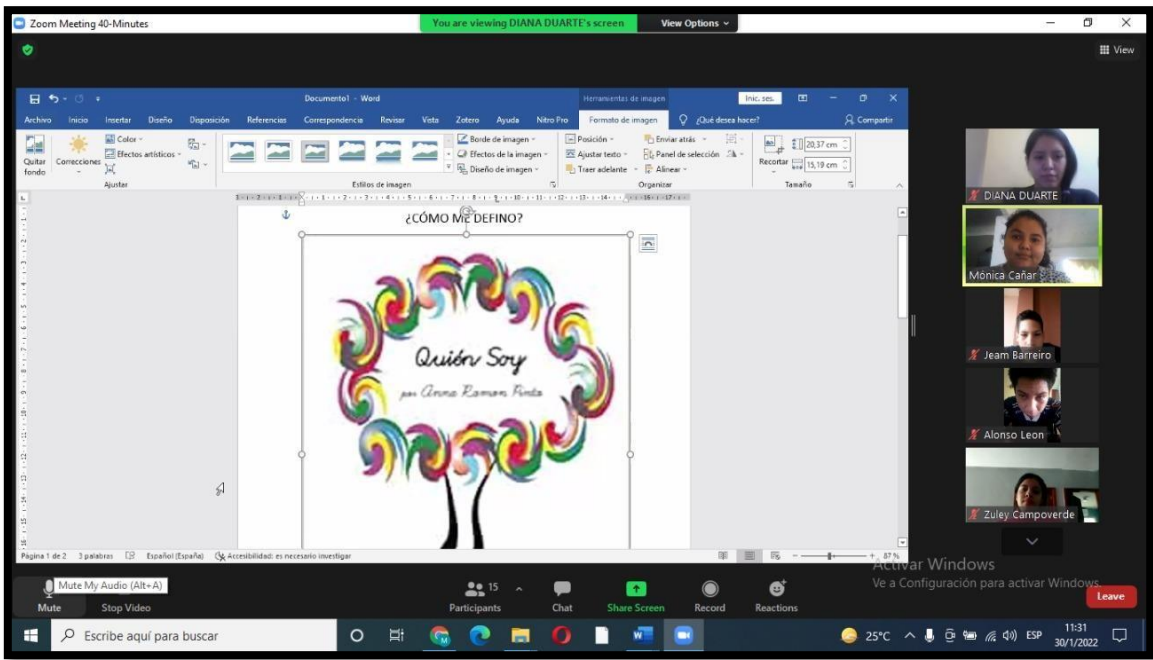 Zoom Meeting 40-Minutes
You are viewing DIANA DUARTE's screen
View Options
View
Documento1 - Word
Herramientas de imagen
Inic. ses.
Archivo Inicio Insertar Diseño Disposición Referencias Correspondencia Revisar Vista Zotero Ayuda Nitro Pro Formato de imagen ¿Qué desea hacer? Compartir
Quitar fondo
Correcciones
Color
Efectos artísticos
Ajustar
Borde de imagen
Efectos de la imagen
Diseño de imagen
Estilos de imagen
Posición
Ajustar texto
Traer adelante
Enviar atrás
Panel de selección
Alinear
Organizar
Recortar
20,37 cm
15,19 cm
Tamaño
¿CÓMO ME DEFINO?
Quién Soy
por Anna Ramon Pinta
DIANA DUARTE
Mónica Cañar
Jeam Barreiro
Alonso Leon
Zuley Campoverde
Página 1 de 2 3 palabras Español (España) Accesibilidad: es necesario investigar
87 %
Activar Windows
Ve a Configuración para activar Windows.
Mute My Audio (Alt+A)
Mute
Stop Video
15
Participants
Chat
Share Screen
Record
Reactions
Leave
Escribe aquí para buscar
25°C
ESP
11:31
30/1/2022